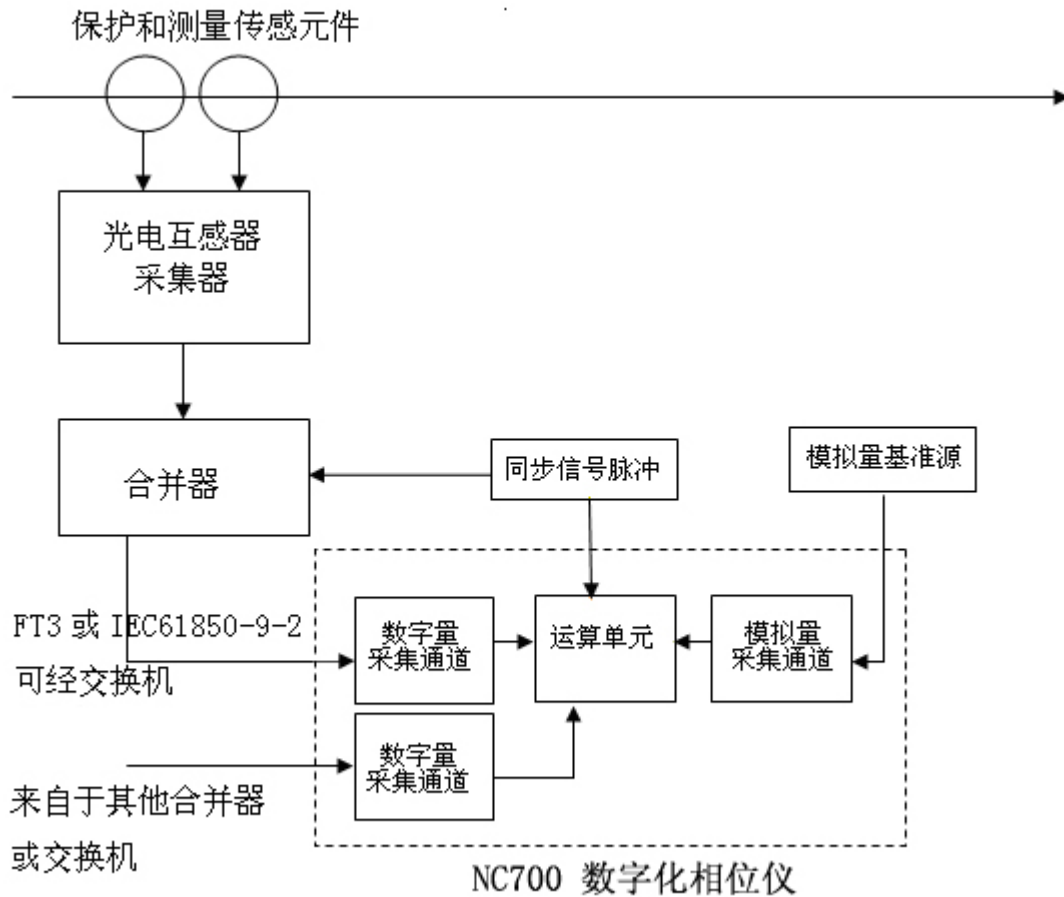 保护和测量传感元件
光电互感器
采集器
合并器
同步信号脉冲
模拟量基准源
FT3 或 IEC61850-9-2
可经交换机
数字量
采集通道
运算单元
模拟量
采集通道
数字量
采集通道
来自于其他合并器
或交换机
NC700 数字化相位仪